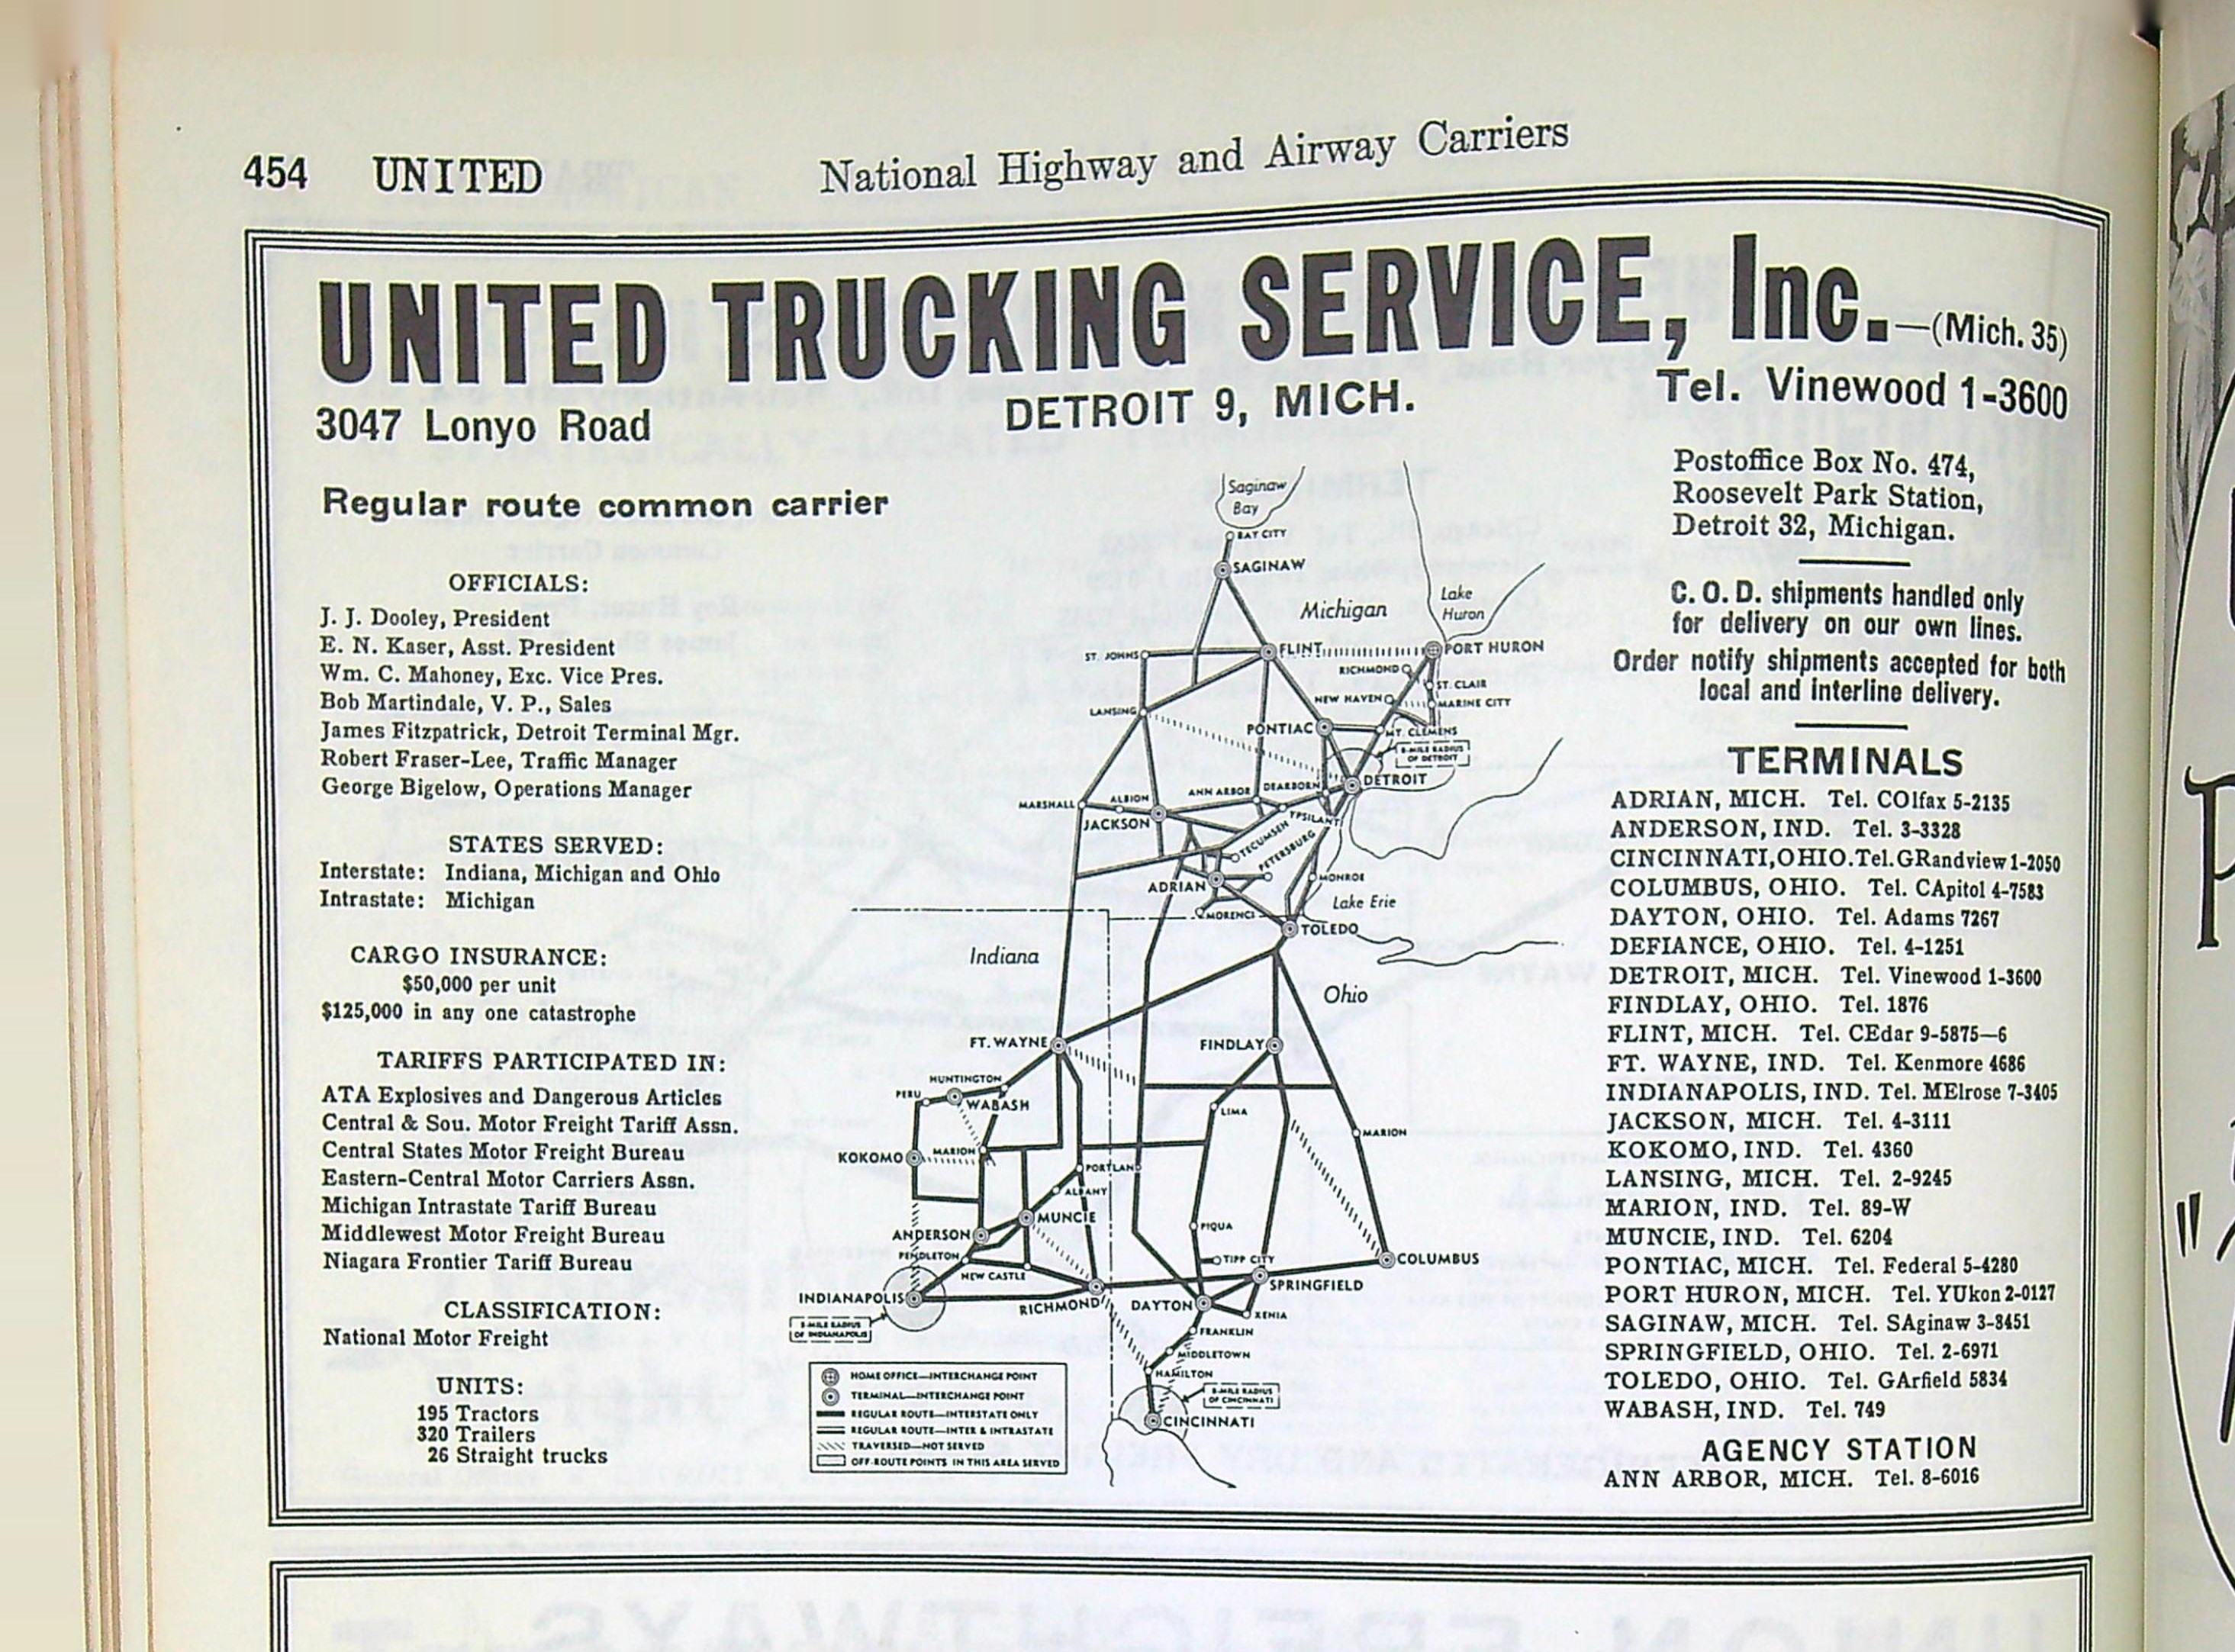 454 UNITED National Highway and Airway Carriers
UNITED TRUCKING SERVICE, Inc.—(Mich. 35)
3047 Lonyo Road DETROIT 9, MICH. Tel. Vinewood 1-3600
Regular route common carrier
OFFICIALS:
J. J. Dooley, President
E. N. Kaser, Asst. President
Wm. C. Mahoney, Exc. Vice Pres.
Bob Martindale, V. P., Sales
James Fitzpatrick, Detroit Terminal Mgr.
Robert Fraser-Lee, Traffic Manager
George Bigelow, Operations Manager
STATES SERVED:
Interstate: Indiana, Michigan and Ohio
Intrastate: Michigan
CARGO INSURANCE:
$50,000 per unit
$125,000 in any one catastrophe
TARIFFS PARTICIPATED IN:
ATA Explosives and Dangerous Articles
Central & Sou. Motor Freight Tariff Assn.
Central States Motor Freight Bureau
Eastern-Central Motor Carriers Assn.
Michigan Intrastate Tariff Bureau
Middlewest Motor Freight Bureau
Niagara Frontier Tariff Bureau
CLASSIFICATION:
National Motor Freight
UNITS:
195 Tractors
320 Trailers
26 Straight trucks
Saginaw
Bay
BAY CITY
SAGINAW
Michigan
Lake
Huron
ST. JOHNS
FLINT
PORT HURON
RICHMOND
ST. CLAIR
NEW HAVEN
MARINE CITY
LANSING
PONTIAC
MT. CLEMENS
8-MILE RADIUS
OF DETROIT
DETROIT
MARSHALL
ALBION
ANN ARBOR
DEARBORN
JACKSON
YPSILANTI
TECUMSEH
PETERSBURG
ADRIAN
MONROE
MORENCI
Lake Erie
TOLEDO
Indiana
Ohio
FT. WAYNE
FINDLAY
HUNTINGTON
PERU
WABASH
LIMA
MARION
KOKOMO
MARION
PORTLAND
ALBANY
MUNCIE
ANDERSON
PIQUA
PENDLETON
TIPP CITY
COLUMBUS
NEW CASTLE
SPRINGFIELD
INDIANAPOLIS
RICHMOND
DAYTON
XENIA
5-MILE RADIUS
OF INDIANAPOLIS
FRANKLIN
MIDDLETOWN
HAMILTON
8-MILE RADIUS
OF CINCINNATI
CINCINNATI
HOME OFFICE—INTERCHANGE POINT
TERMINAL—INTERCHANGE POINT
REGULAR ROUTE—INTERSTATE ONLY
REGULAR ROUTE—INTER & INTRASTATE
TRAVERSED—NOT SERVED
OFF-ROUTE POINTS IN THIS AREA SERVED
Postoffice Box No. 474,
Roosevelt Park Station,
Detroit 32, Michigan.
C. O. D. shipments handled only
for delivery on our own lines.
Order notify shipments accepted for both
local and interline delivery.
TERMINALS
ADRIAN, MICH. Tel. COlfax 5-2135
ANDERSON, IND. Tel. 3-3328
CINCINNATI, OHIO. Tel. GRandview 1-2050
COLUMBUS, OHIO. Tel. CApitol 4-7583
DAYTON, OHIO. Tel. Adams 7267
DEFIANCE, OHIO. Tel. 4-1251
DETROIT, MICH. Tel. Vinewood 1-3600
FINDLAY, OHIO. Tel. 1876
FLINT, MICH. Tel. CEdar 9-5875—6
FT. WAYNE, IND. Tel. Kenmore 4686
INDIANAPOLIS, IND. Tel. MElrose 7-3405
JACKSON, MICH. Tel. 4-3111
KOKOMO, IND. Tel. 4360
LANSING, MICH. Tel. 2-9245
MARION, IND. Tel. 89-W
MUNCIE, IND. Tel. 6204
PONTIAC, MICH. Tel. Federal 5-4280
PORT HURON, MICH. Tel. YUkon 2-0127
SAGINAW, MICH. Tel. SAginaw 3-8451
SPRINGFIELD, OHIO. Tel. 2-6971
TOLEDO, OHIO. Tel. GArfield 5834
WABASH, IND. Tel. 749
AGENCY STATION
ANN ARBOR, MICH. Tel. 8-6016